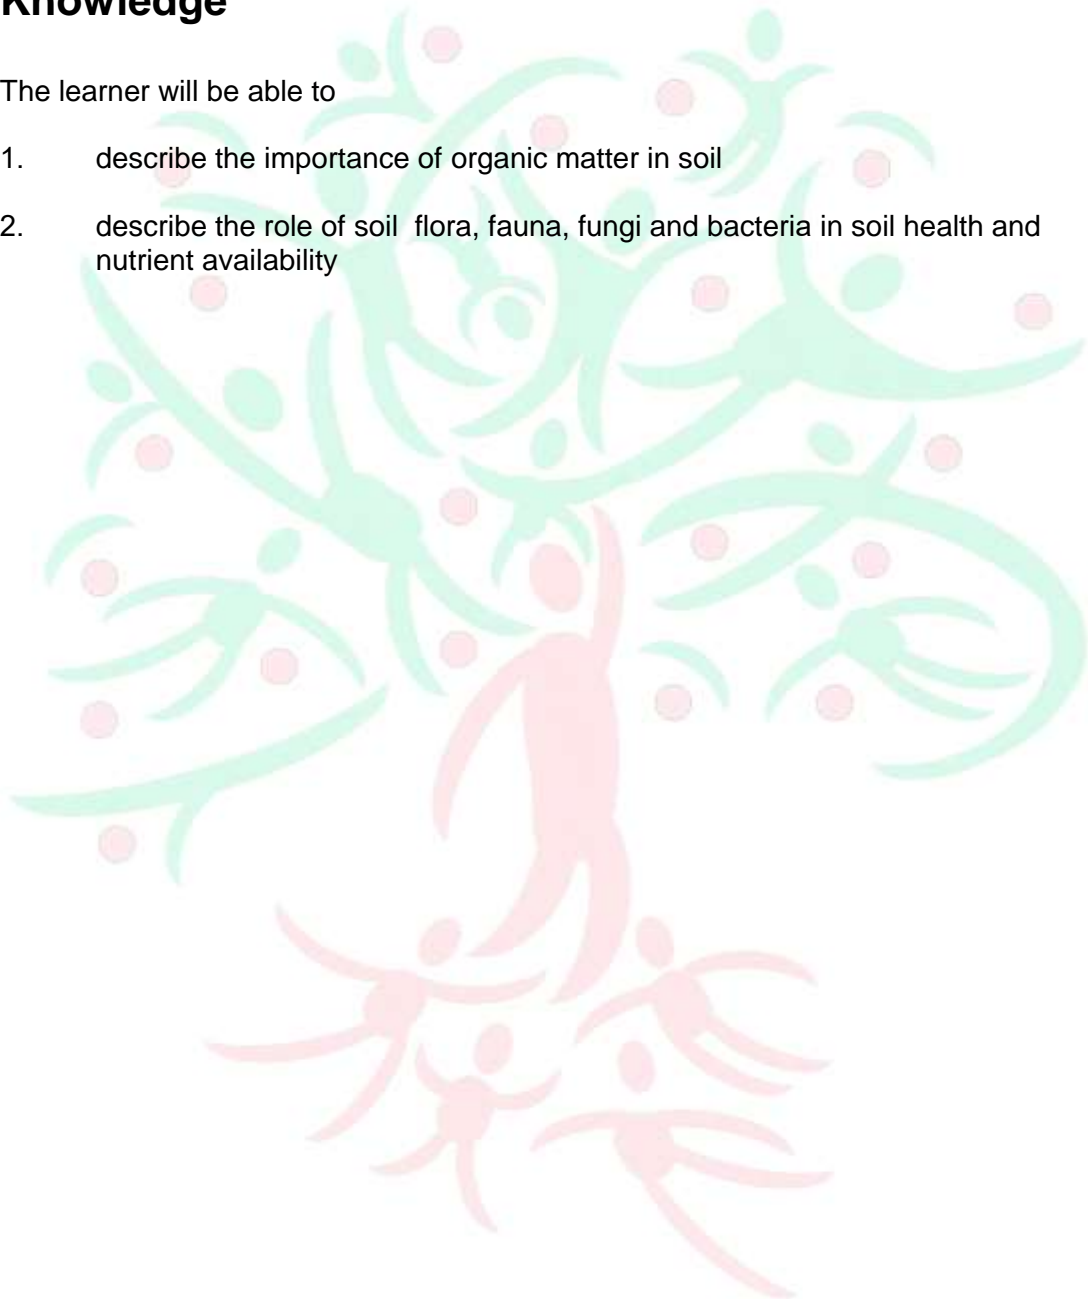 Knowledge
The learner will be able to
1. describe the importance of organic matter in soil
2. describe the role of soil flora, fauna, fungi and bacteria in soil health and
nutrient availability